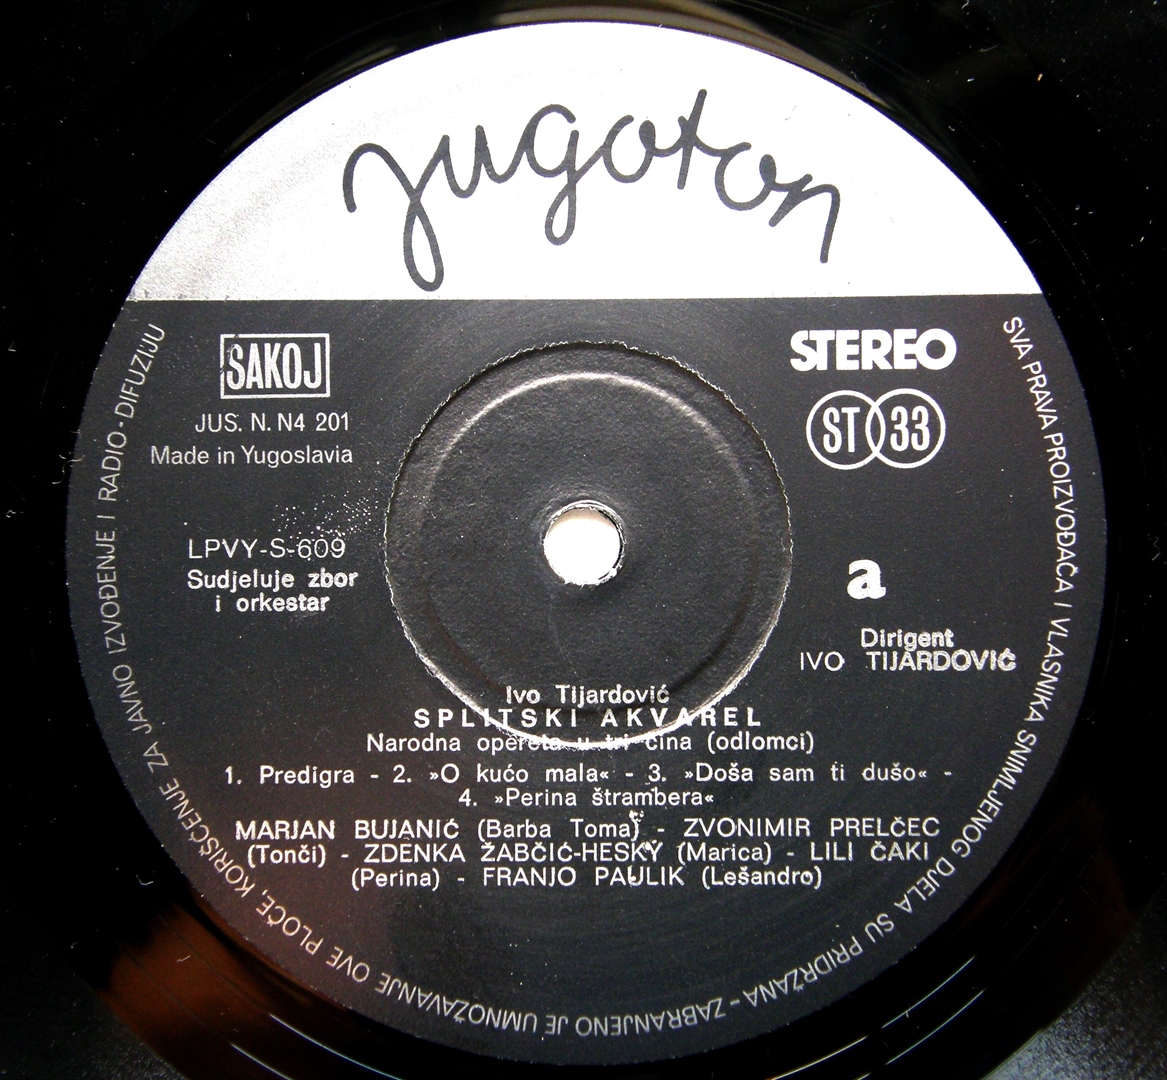 jugoton
SAKOJ
JUS. N. N4 201
Made in Yugoslavia
STEREO
ST 33
LPVY-S-609
Sudjeluje zbor
i orkestar
a
Dirigent
IVO TIJARDOVIĆ
Ivo Tijardović
SPLITSKI AKVAREL
Narodna opereta u tri čina (odlomci)
1. Predigra - 2. »O kućo mala« - 3. »Doša sam ti dušo« -
4. »Perina štrambera«
MARJAN BUJANIĆ (Barba Toma) - ZVONIMIR PRELČEC
(Tonči) - ZDENKA ŽABČIĆ-HESKY (Marica) - LILI ČAKI
(Perina) - FRANJO PAULIK (Lešandro)
SVA PRAVA PROIZVOĐAČA I VLASNIKA SNIMLJENOG DJELA SU PRIDRŽANA - ZABRANJENO JE UMNOŽAVANJE OVE PLOČE, KORIŠĆENJE ZA JAVNO IZVOĐENJE I RADIO-DIFUZIJU